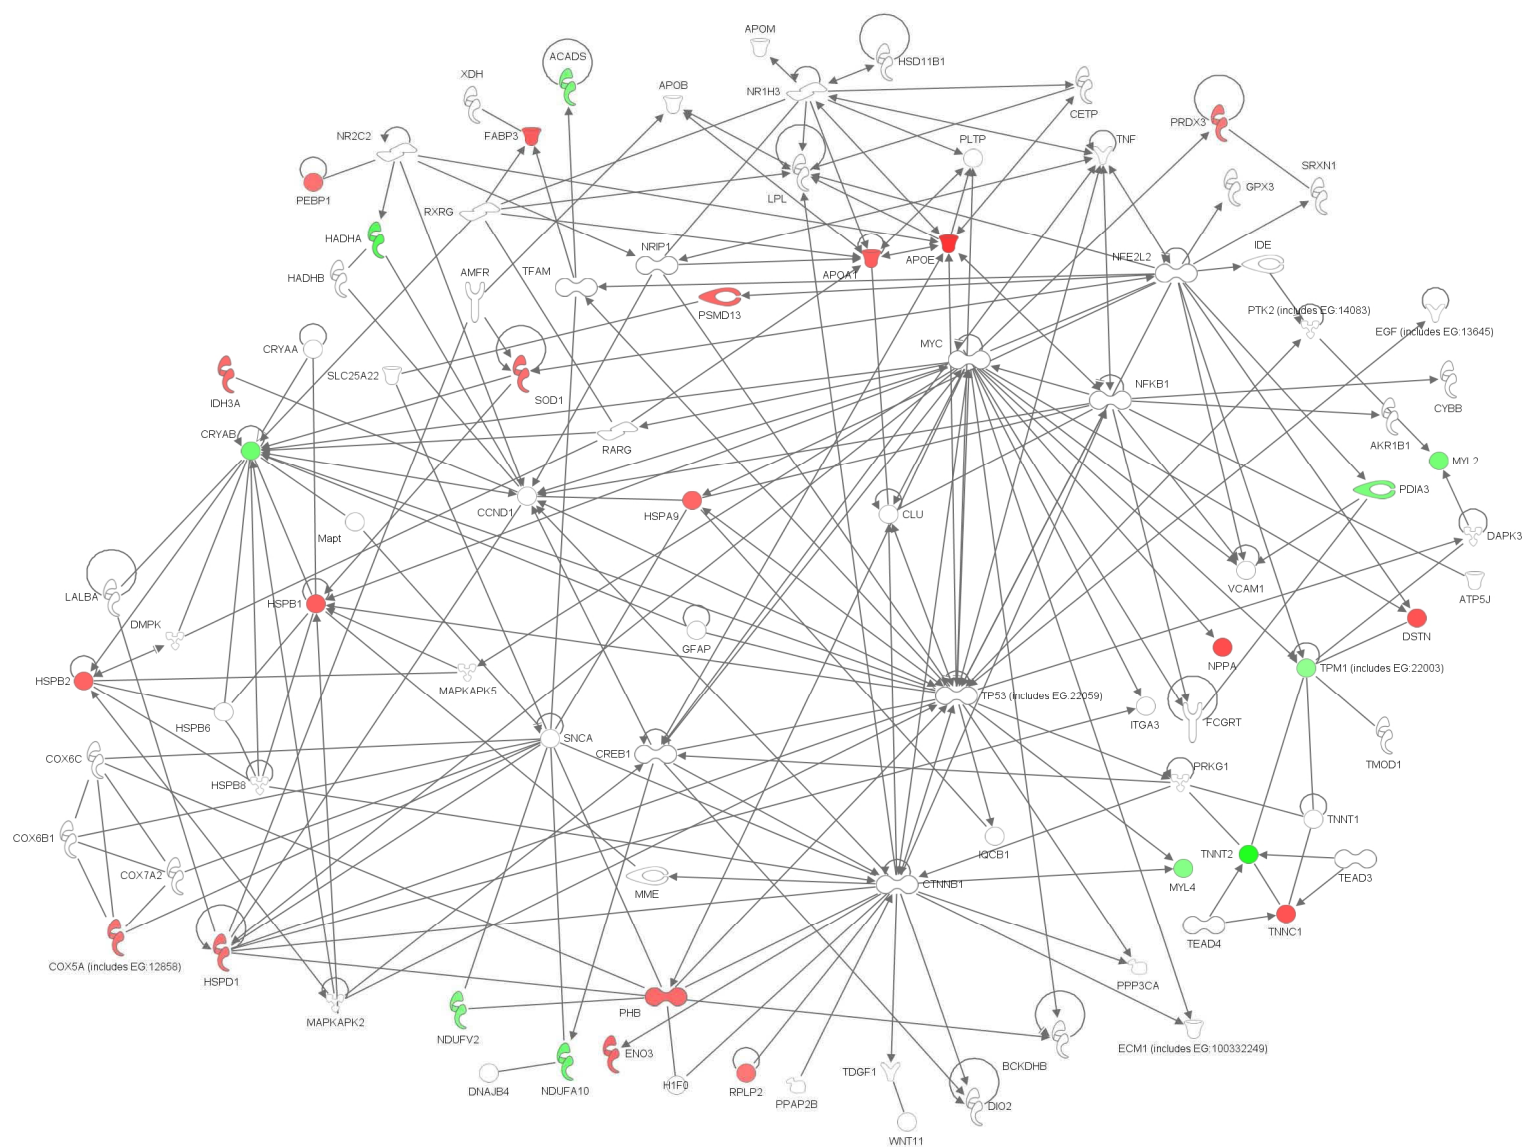 APOM
HSD11B1
ACADS
XDH
APOB
NR1H3
CETP
PRDX3
NR2C2
FABP3
PLTP
TNF
SRXN1
GPX3
PEBP1
LPL
RXRG
HADHA
NRIP1
IDE
HADHB
AMFR
TFAM
APOA1
APOE
NFE2L2
PSMD13
PTK2 (includes EG:14083)
EGF (includes EG:13645)
CRYAA
MYC
SLC25A22
NFKB1
IDH3A
SOD1
CYBB
CRYAB
RARG
AKR1B1
MYL2
PDIA3
CCND1
HSPA9
CLU
Mapt
DAPK3
LALBA
HSPB1
VCAM1
ATP5J
DMPK
GFAP
DSTN
NPPA
TPM1 (includes EG:22003)
HSPB2
MAPKAPK5
TP53 (includes EG:22059)
HSPB6
ITGA3
FCGRT
SNCA
CREB1
COX6C
TMOD1
PRKG1
HSPB8
TNNT1
COX6B1
IQCB1
TNNT2
COX7A2
MME
CTNNB1
TEAD3
MYL4
TNNC1
TEAD4
COX5A (includes EG:12858)
HSPD1
PPP3CA
PHB
MAPKAPK2
NDUFV2
ECM1 (includes EG:100332249)
ENO3
BCKDHB
TDGF1
H1F0
DNAJB4
NDUFA10
RPLP2
PPAP2B
DIO2
WNT11